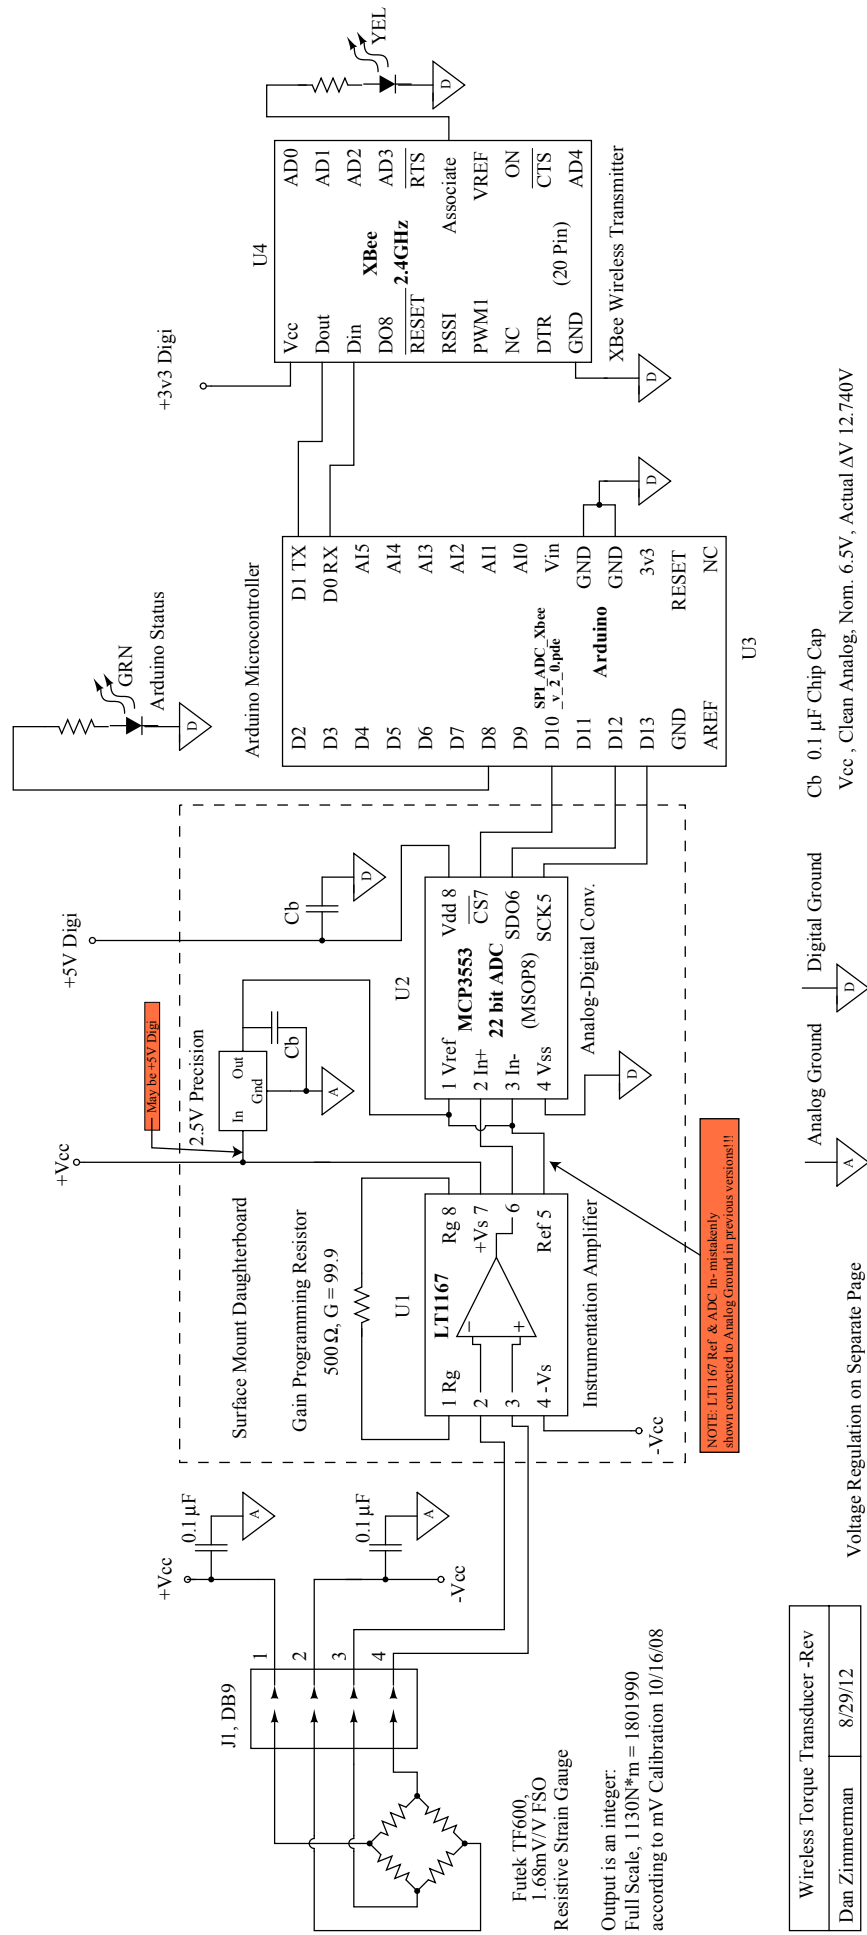 J1, DB9
1
2
3
4
+Vcc
0.1 µF
A
0.1 µF
A
-Vcc
Futek TF600,
1.68mV/V FSO
Resistive Strain Gauge
Output is an integer:
Full Scale, 1130N*m = 1801990
according to mV Calibration 10/16/08
Wireless Torque Transducer -Rev
Dan Zimmerman
8/29/12
Surface Mount Daughterboard
Gain Programming Resistor
500 Ω, G = 99.9
U1
LT1167
1 Rg
2
3
4 -Vs
Rg 8
+Vs 7
6
Ref 5
−
+
Instrumentation Amplifier
-Vcc
+Vcc
May be +5V Digi
2.5V Precision
In
Out
Gnd
Cb
A
NOTE: LT1167 Ref & ADC In- mistakenly
shown connected to Analog Ground in previous versions!!!
+5V Digi
Cb
D
U2
MCP3553
22 bit ADC
(MSOP8)
1 Vref
2 In+
3 In-
4 Vss
Vdd 8
CS7
SDO6
SCK5
Analog-Digital Conv.
D
GRN
Arduino Status
D
Arduino Microcontroller
D2
D3
D4
D5
D6
D7
D8
D9
D10
D11
D12
D13
GND
AREF
SPI_ADC_Xbee
_v_2_0.pde
Arduino
D1 TX
D0 RX
AI5
AI4
AI3
AI2
AI1
AI0
Vin
GND
GND
3v3
RESET
NC
U3
D
+3v3 Digi
U4
XBee
2.4GHz
(20 Pin)
Vcc
Dout
Din
DO8
RESET
RSSI
PWM1
NC
DTR
GND
AD0
AD1
AD2
AD3
RTS
Associate
VREF
ON
CTS
AD4
XBee Wireless Transmitter
D
YEL
D
Voltage Regulation on Separate Page
A
Analog Ground
D
Digital Ground
Cb 0.1 µF Chip Cap
Vcc , Clean Analog, Nom. 6.5V, Actual ΔV 12.740V